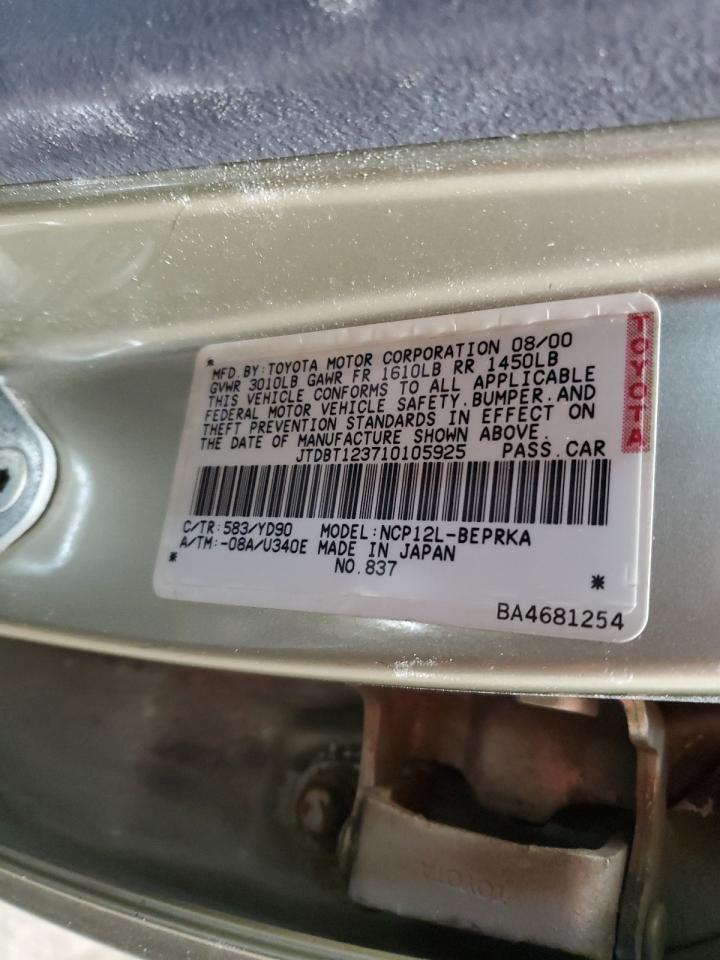 * MFD.BY:TOYOTA MOTOR CORPORATION 08/00
GVWR 3010LB GAWR FR 1610LB RR 1450LB
THIS VEHICLE CONFORMS TO ALL APPLICABLE
FEDERAL MOTOR VEHICLE SAFETY.BUMPER.AND
THEFT PREVENTION STANDARDS IN EFFECT ON
THE DATE OF MANUFACTURE SHOWN ABOVE.
JTDBT123710105925 PASS.CAR
C/TR:583/YD90 MODEL:NCP12L-BEPRKA
A/TM:-08A/U340E MADE IN JAPAN
* NO.837 *
BA4681254
TOYOTA
TOYOTA